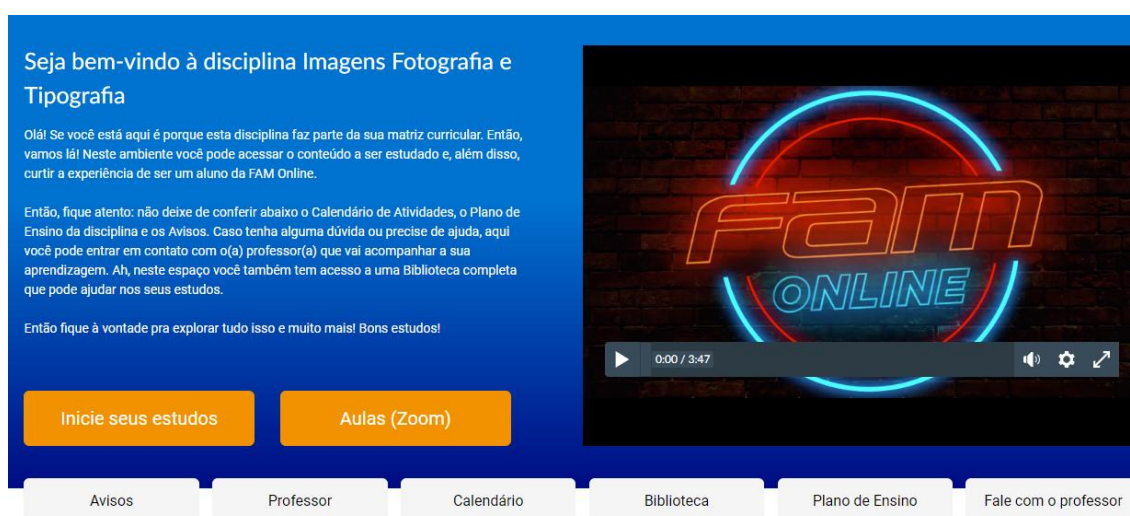 Seja bem-vindo à disciplina Imagens Fotografia e
Tipografia
Olá! Se você está aqui é porque esta disciplina faz parte da sua matriz curricular. Então,
vamos lá! Neste ambiente você pode acessar o conteúdo a ser estudado e, além disso,
curtir a experiência de ser um aluno da FAM Online.
Então, fique atento: não deixe de conferir abaixo o Calendário de Atividades, o Plano de
Ensino da disciplina e os Avisos. Caso tenha alguma dúvida ou precise de ajuda, aqui
você pode entrar em contato com o(a) professor(a) que vai acompanhar a sua
aprendizagem. Ah, neste espaço você também tem acesso a uma Biblioteca completa
que pode ajudar nos seus estudos.
Então fique à vontade pra explorar tudo isso e muito mais! Bons estudos!
Inicie seus estudos
Aulas (Zoom)
Fam
ONLINE
0:00 / 3:47
Avisos
Professor
Calendário
Biblioteca
Plano de Ensino
Fale com o professor